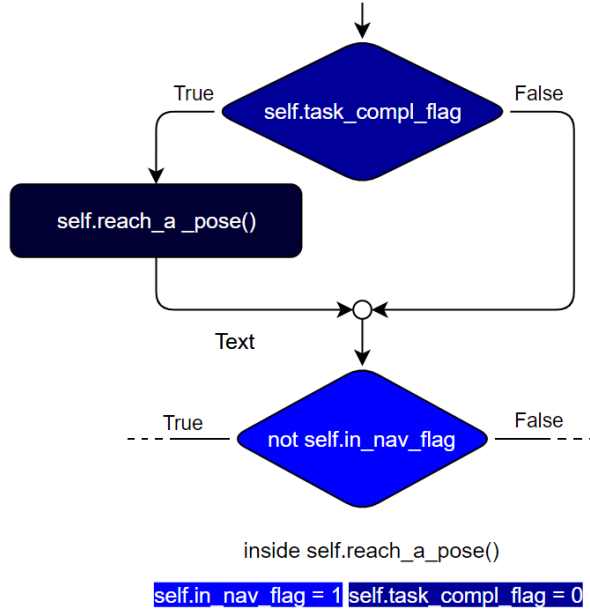 True
False
self.task_compl_flag
self.reach_a _pose()
Text
True
False
not self.in_nav_flag
inside self.reach_a_pose()
self.in_nav_flag = 1 self.task_compl_flag = 0